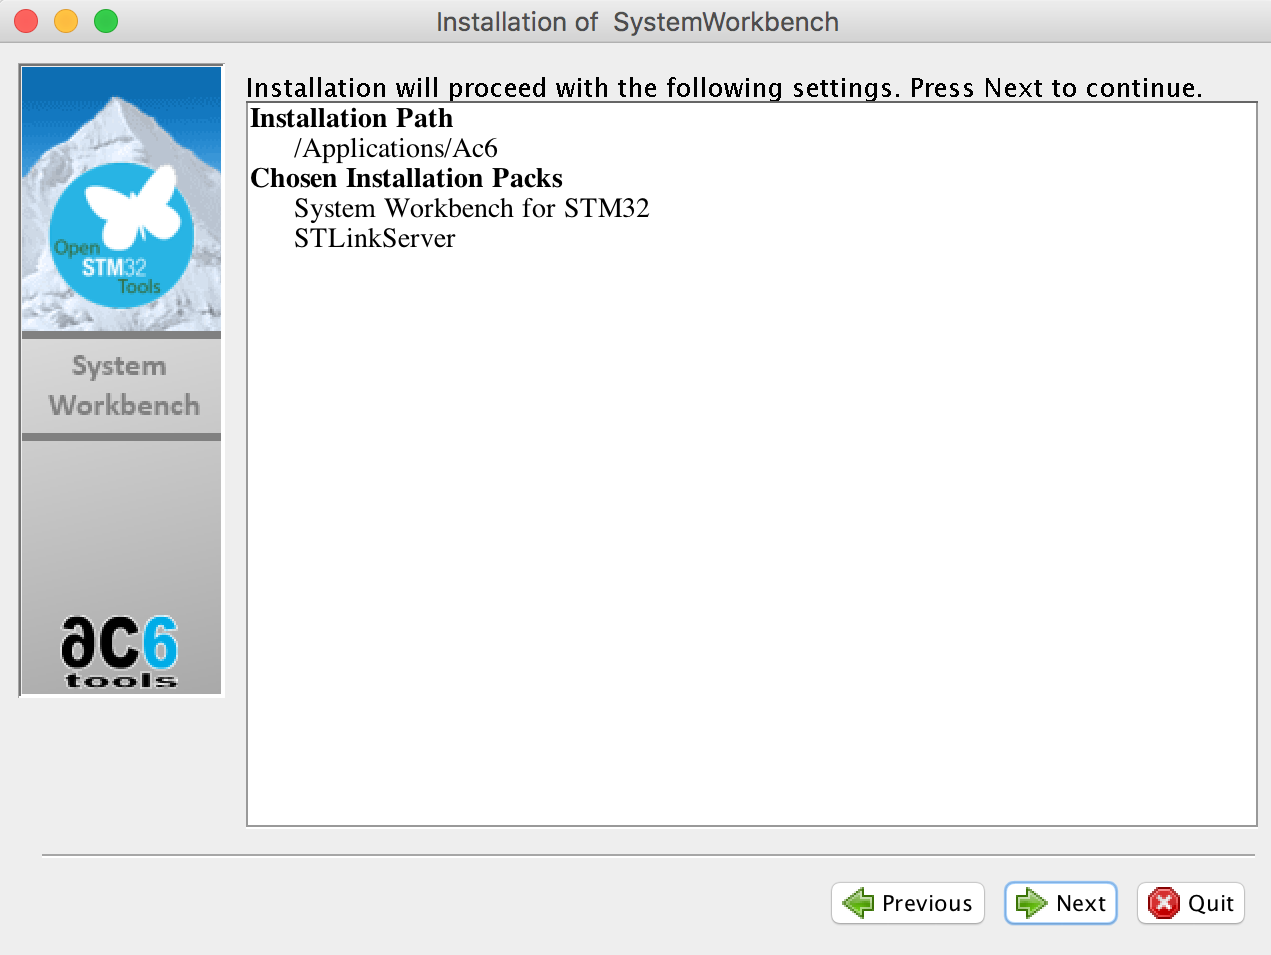 Installation of  SystemWorkbench
Installation will proceed with the following settings. Press Next to continue.
Installation Path
/Applications/Ac6
Chosen Installation Packs
System Workbench for STM32
STLinkServer
Open
STM32
Tools
System
Workbench
ac6
tools
Previous
Next
Quit